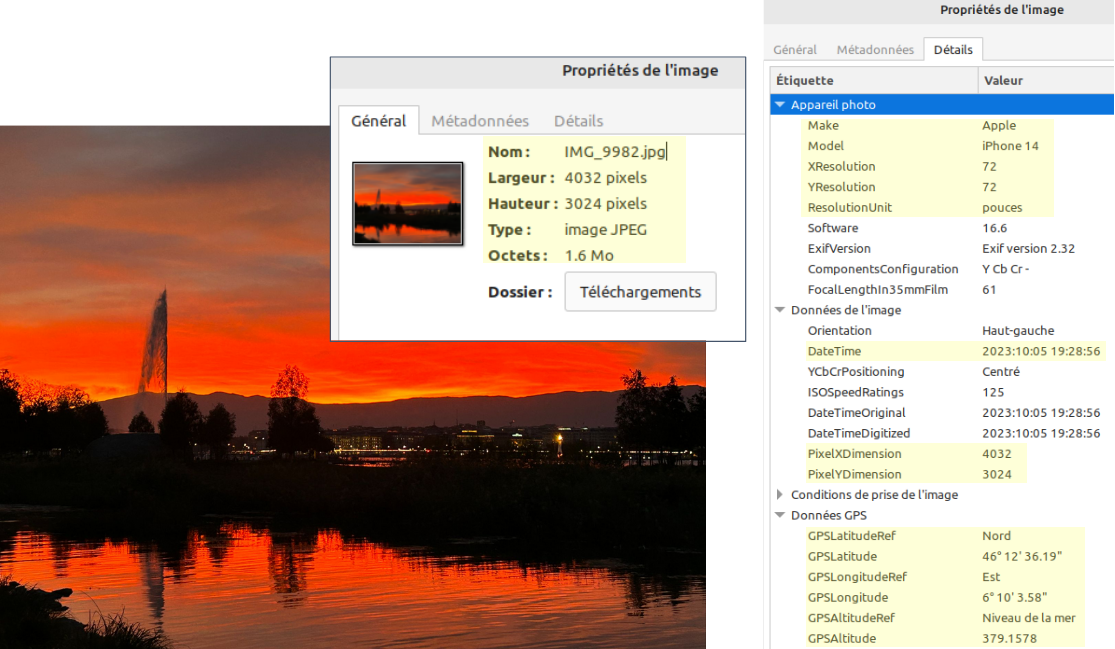 Propriétés de l'image
Général Métadonnées Détails
Nom : IMG_9982.jpg
Largeur : 4032 pixels
Hauteur : 3024 pixels
Type : image JPEG
Octets : 1.6 Mo
Dossier : Téléchargements
Propriétés de l'image
Général Métadonnées Détails
Étiquette Valeur
Appareil photo
Make Apple
Model iPhone 14
XResolution 72
YResolution 72
ResolutionUnit pouces
Software 16.6
ExifVersion Exif version 2.32
ComponentsConfiguration Y Cb Cr -
FocalLengthIn35mmFilm 61
Données de l'image
Orientation Haut-gauche
DateTime 2023:10:05 19:28:56
YCbCrPositioning Centré
ISOSpeedRatings 125
DateTimeOriginal 2023:10:05 19:28:56
DateTimeDigitized 2023:10:05 19:28:56
PixelXDimension 4032
PixelYDimension 3024
Conditions de prise de l'image
Données GPS
GPSLatitudeRef Nord
GPSLatitude 46° 12' 36.19"
GPSLongitudeRef Est
GPSLongitude 6° 10' 3.58"
GPSAltitudeRef Niveau de la mer
GPSAltitude 379.1578